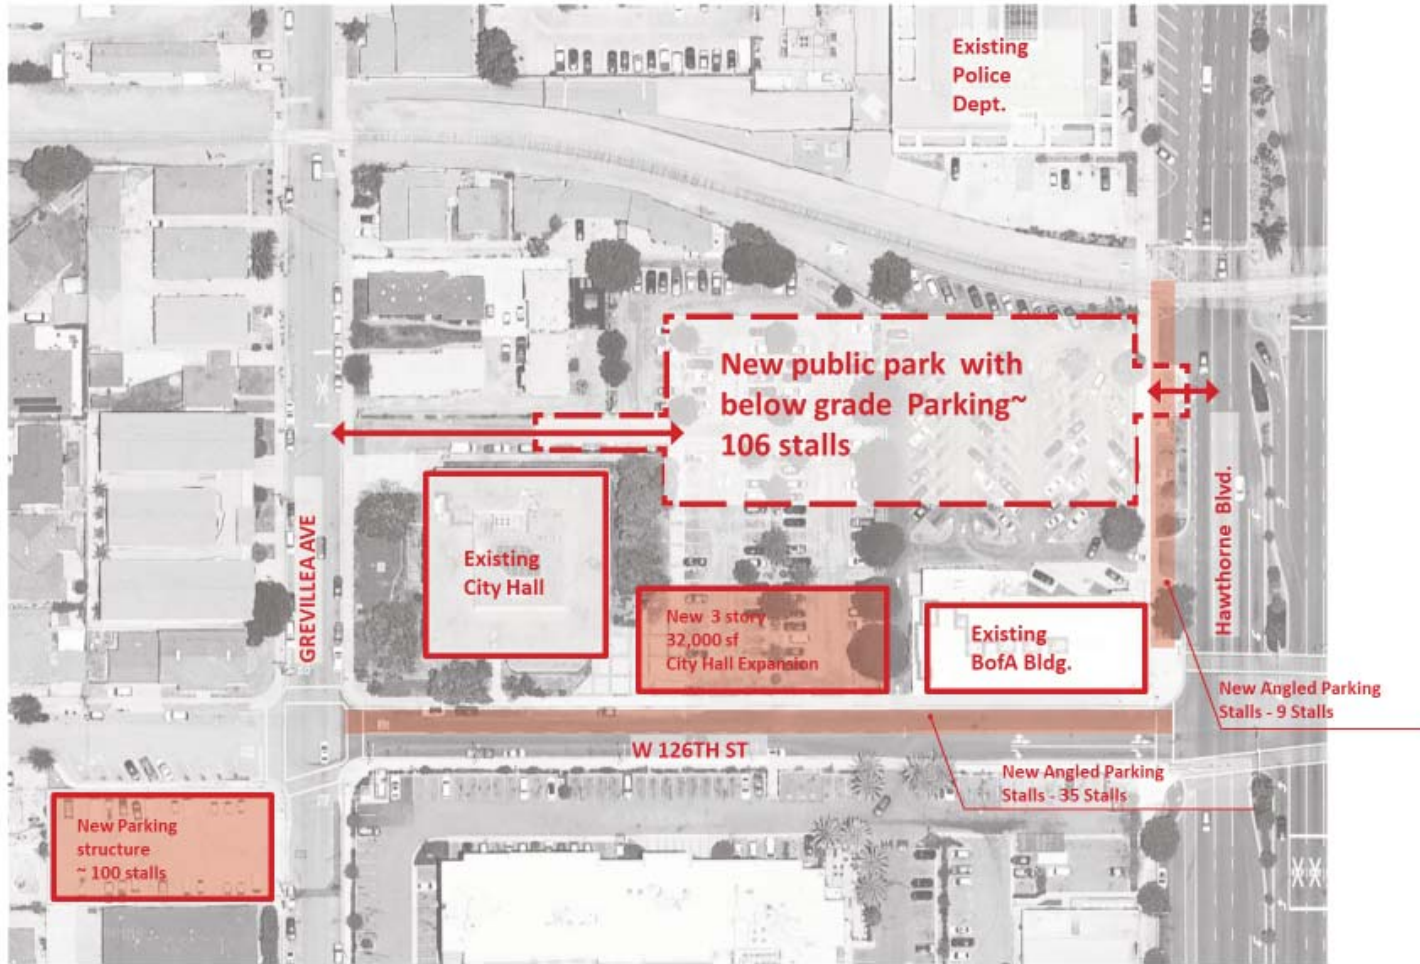 Existing
Police
Dept.
New public park with
below grade Parking~
106 stalls
GREVILLEA AVE
Hawthorne Blvd.
Existing
City Hall
New 3 story
32,000 sf
City Hall Expansion
Existing
BofA Bldg.
New Angled Parking
Stalls - 9 Stalls
W 126TH ST
New Angled Parking
Stalls - 35 Stalls
New Parking
structure
~ 100 stalls